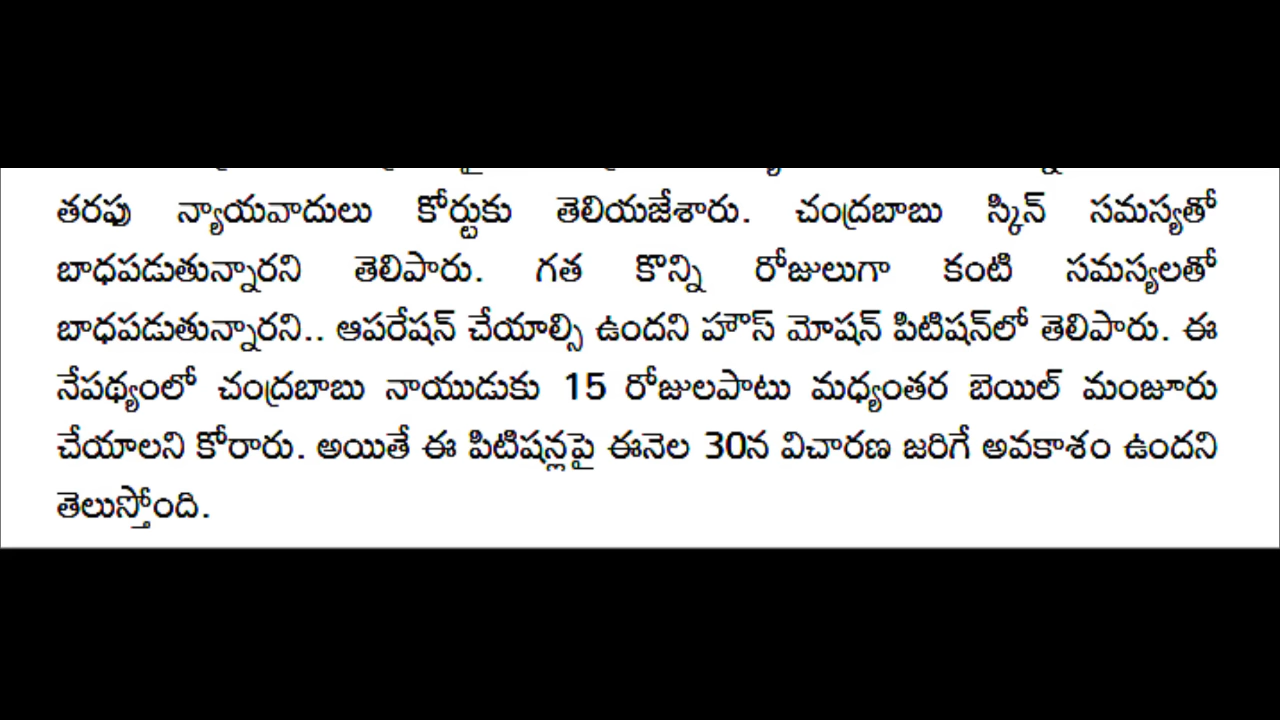 తరఫు న్యాయవాదులు కోర్టుకు తెలియజేశారు. చంద్రబాబు స్కిన్ సమస్యతో
బాధపడుతున్నారని తెలిపారు. గత కొన్ని రోజులుగా కంటి సమస్యలతో
బాధపడుతున్నారని.. ఆపరేషన్ చేయాల్సి ఉందని హౌస్ మోషన్ పిటిషన్‌లో తెలిపారు. ఈ
నేపథ్యంలో చంద్రబాబు నాయుడుకు 15 రోజులపాటు మధ్యంతర బెయిల్ మంజూరు
చేయాలని కోరారు. అయితే ఈ పిటిషన్లపై ఈనెల 30న విచారణ జరిగే అవకాశం ఉందని
తెలుస్తోంది.